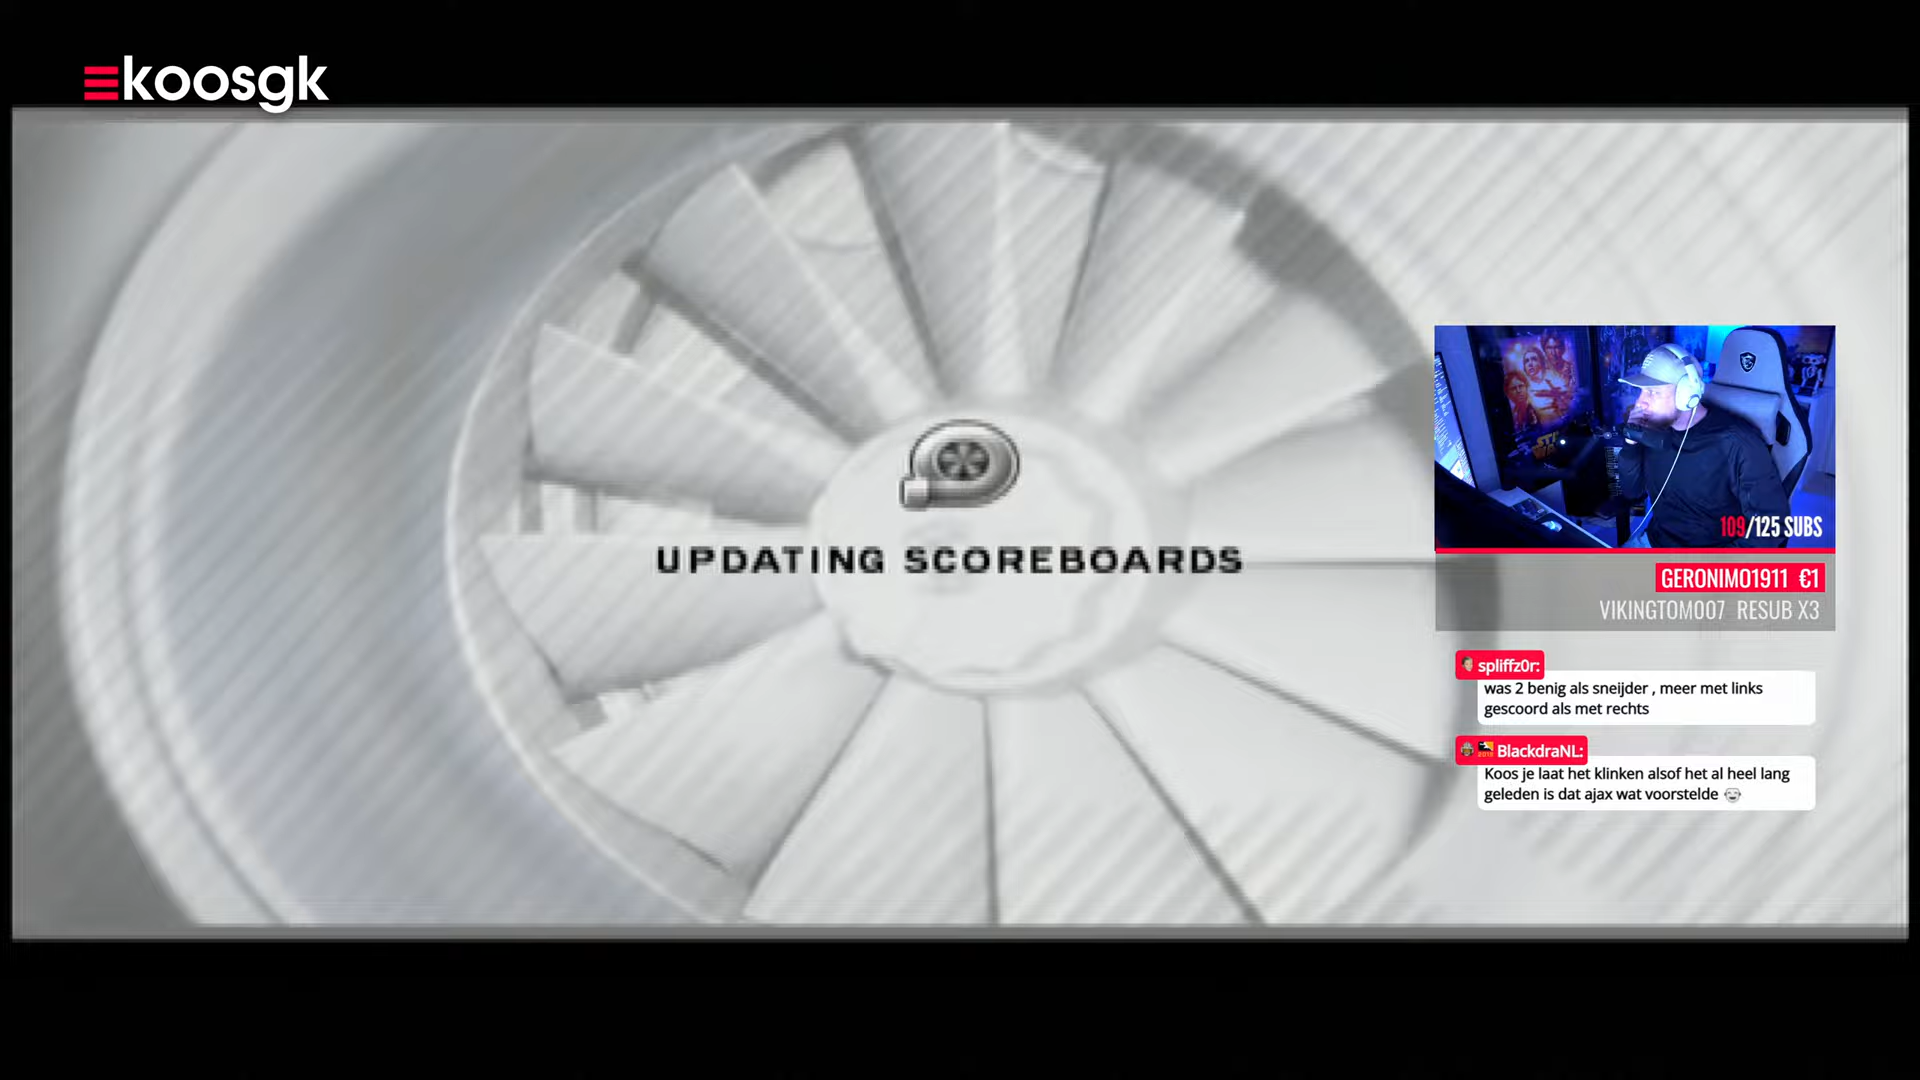 koosgk
UPDATING SCOREBOARDS
109/125 SUBS
GERONIMO1911 €1
VIKINGTOM007 RESUB X3
spliffz0r:
was 2 benig als sneijder , meer met links
gescoord als met rechts
BlackdraNL:
Koos je laat het klinken alsof het al heel lang
geleden is dat ajax wat voorstelde